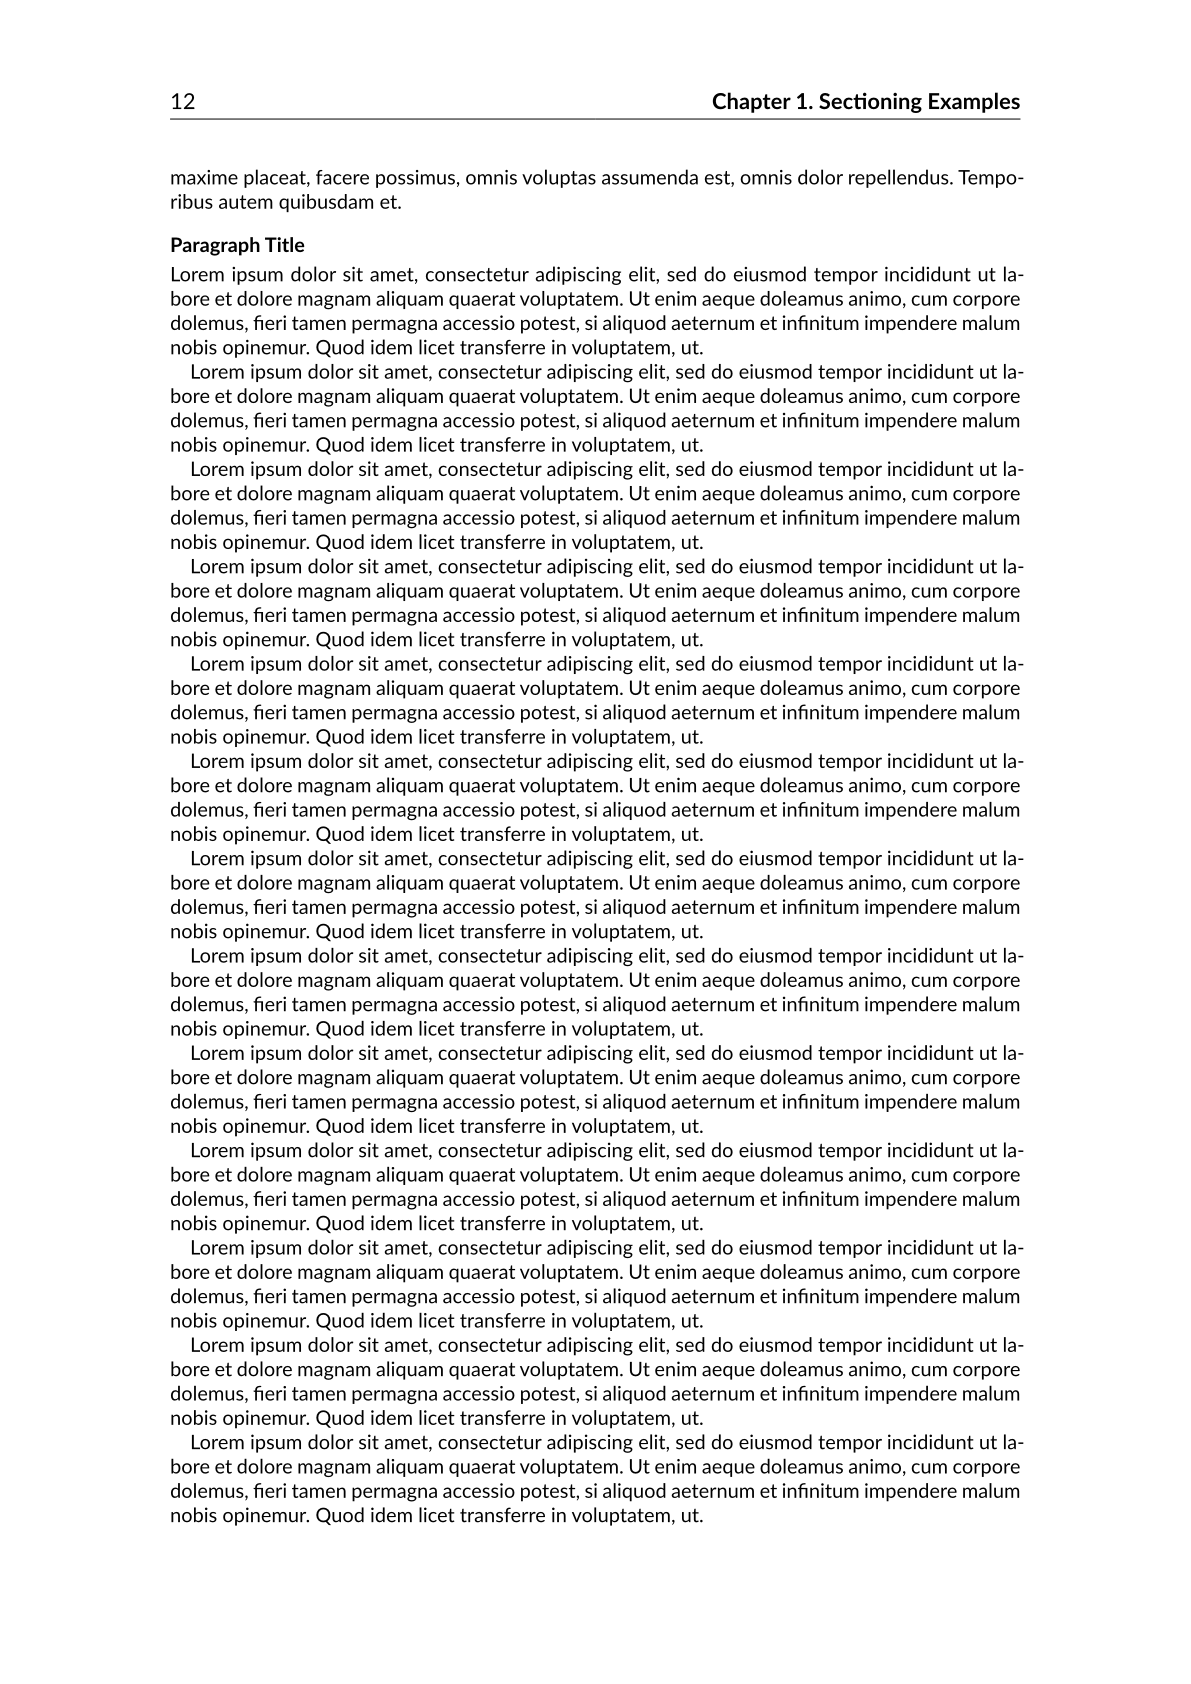 12 Chapter 1. Sectioning Examples
maxime placeat, facere possimus, omnis voluptas assumenda est, omnis dolor repellendus. Tempo-
ribus autem quibusdam et.
Paragraph Title
Lorem ipsum dolor sit amet, consectetur adipiscing elit, sed do eiusmod tempor incididunt ut la-
bore et dolore magnam aliquam quaerat voluptatem. Ut enim aeque doleamus animo, cum corpore
dolemus, fieri tamen permagna accessio potest, si aliquod aeternum et infinitum impendere malum
nobis opinemur. Quod idem licet transferre in voluptatem, ut.
Lorem ipsum dolor sit amet, consectetur adipiscing elit, sed do eiusmod tempor incididunt ut la-
bore et dolore magnam aliquam quaerat voluptatem. Ut enim aeque doleamus animo, cum corpore
dolemus, fieri tamen permagna accessio potest, si aliquod aeternum et infinitum impendere malum
nobis opinemur. Quod idem licet transferre in voluptatem, ut.
Lorem ipsum dolor sit amet, consectetur adipiscing elit, sed do eiusmod tempor incididunt ut la-
bore et dolore magnam aliquam quaerat voluptatem. Ut enim aeque doleamus animo, cum corpore
dolemus, fieri tamen permagna accessio potest, si aliquod aeternum et infinitum impendere malum
nobis opinemur. Quod idem licet transferre in voluptatem, ut.
Lorem ipsum dolor sit amet, consectetur adipiscing elit, sed do eiusmod tempor incididunt ut la-
bore et dolore magnam aliquam quaerat voluptatem. Ut enim aeque doleamus animo, cum corpore
dolemus, fieri tamen permagna accessio potest, si aliquod aeternum et infinitum impendere malum
nobis opinemur. Quod idem licet transferre in voluptatem, ut.
Lorem ipsum dolor sit amet, consectetur adipiscing elit, sed do eiusmod tempor incididunt ut la-
bore et dolore magnam aliquam quaerat voluptatem. Ut enim aeque doleamus animo, cum corpore
dolemus, fieri tamen permagna accessio potest, si aliquod aeternum et infinitum impendere malum
nobis opinemur. Quod idem licet transferre in voluptatem, ut.
Lorem ipsum dolor sit amet, consectetur adipiscing elit, sed do eiusmod tempor incididunt ut la-
bore et dolore magnam aliquam quaerat voluptatem. Ut enim aeque doleamus animo, cum corpore
dolemus, fieri tamen permagna accessio potest, si aliquod aeternum et infinitum impendere malum
nobis opinemur. Quod idem licet transferre in voluptatem, ut.
Lorem ipsum dolor sit amet, consectetur adipiscing elit, sed do eiusmod tempor incididunt ut la-
bore et dolore magnam aliquam quaerat voluptatem. Ut enim aeque doleamus animo, cum corpore
dolemus, fieri tamen permagna accessio potest, si aliquod aeternum et infinitum impendere malum
nobis opinemur. Quod idem licet transferre in voluptatem, ut.
Lorem ipsum dolor sit amet, consectetur adipiscing elit, sed do eiusmod tempor incididunt ut la-
bore et dolore magnam aliquam quaerat voluptatem. Ut enim aeque doleamus animo, cum corpore
dolemus, fieri tamen permagna accessio potest, si aliquod aeternum et infinitum impendere malum
nobis opinemur. Quod idem licet transferre in voluptatem, ut.
Lorem ipsum dolor sit amet, consectetur adipiscing elit, sed do eiusmod tempor incididunt ut la-
bore et dolore magnam aliquam quaerat voluptatem. Ut enim aeque doleamus animo, cum corpore
dolemus, fieri tamen permagna accessio potest, si aliquod aeternum et infinitum impendere malum
nobis opinemur. Quod idem licet transferre in voluptatem, ut.
Lorem ipsum dolor sit amet, consectetur adipiscing elit, sed do eiusmod tempor incididunt ut la-
bore et dolore magnam aliquam quaerat voluptatem. Ut enim aeque doleamus animo, cum corpore
dolemus, fieri tamen permagna accessio potest, si aliquod aeternum et infinitum impendere malum
nobis opinemur. Quod idem licet transferre in voluptatem, ut.
Lorem ipsum dolor sit amet, consectetur adipiscing elit, sed do eiusmod tempor incididunt ut la-
bore et dolore magnam aliquam quaerat voluptatem. Ut enim aeque doleamus animo, cum corpore
dolemus, fieri tamen permagna accessio potest, si aliquod aeternum et infinitum impendere malum
nobis opinemur. Quod idem licet transferre in voluptatem, ut.
Lorem ipsum dolor sit amet, consectetur adipiscing elit, sed do eiusmod tempor incididunt ut la-
bore et dolore magnam aliquam quaerat voluptatem. Ut enim aeque doleamus animo, cum corpore
dolemus, fieri tamen permagna accessio potest, si aliquod aeternum et infinitum impendere malum
nobis opinemur. Quod idem licet transferre in voluptatem, ut.
Lorem ipsum dolor sit amet, consectetur adipiscing elit, sed do eiusmod tempor incididunt ut la-
bore et dolore magnam aliquam quaerat voluptatem. Ut enim aeque doleamus animo, cum corpore
dolemus, fieri tamen permagna accessio potest, si aliquod aeternum et infinitum impendere malum
nobis opinemur. Quod idem licet transferre in voluptatem, ut.